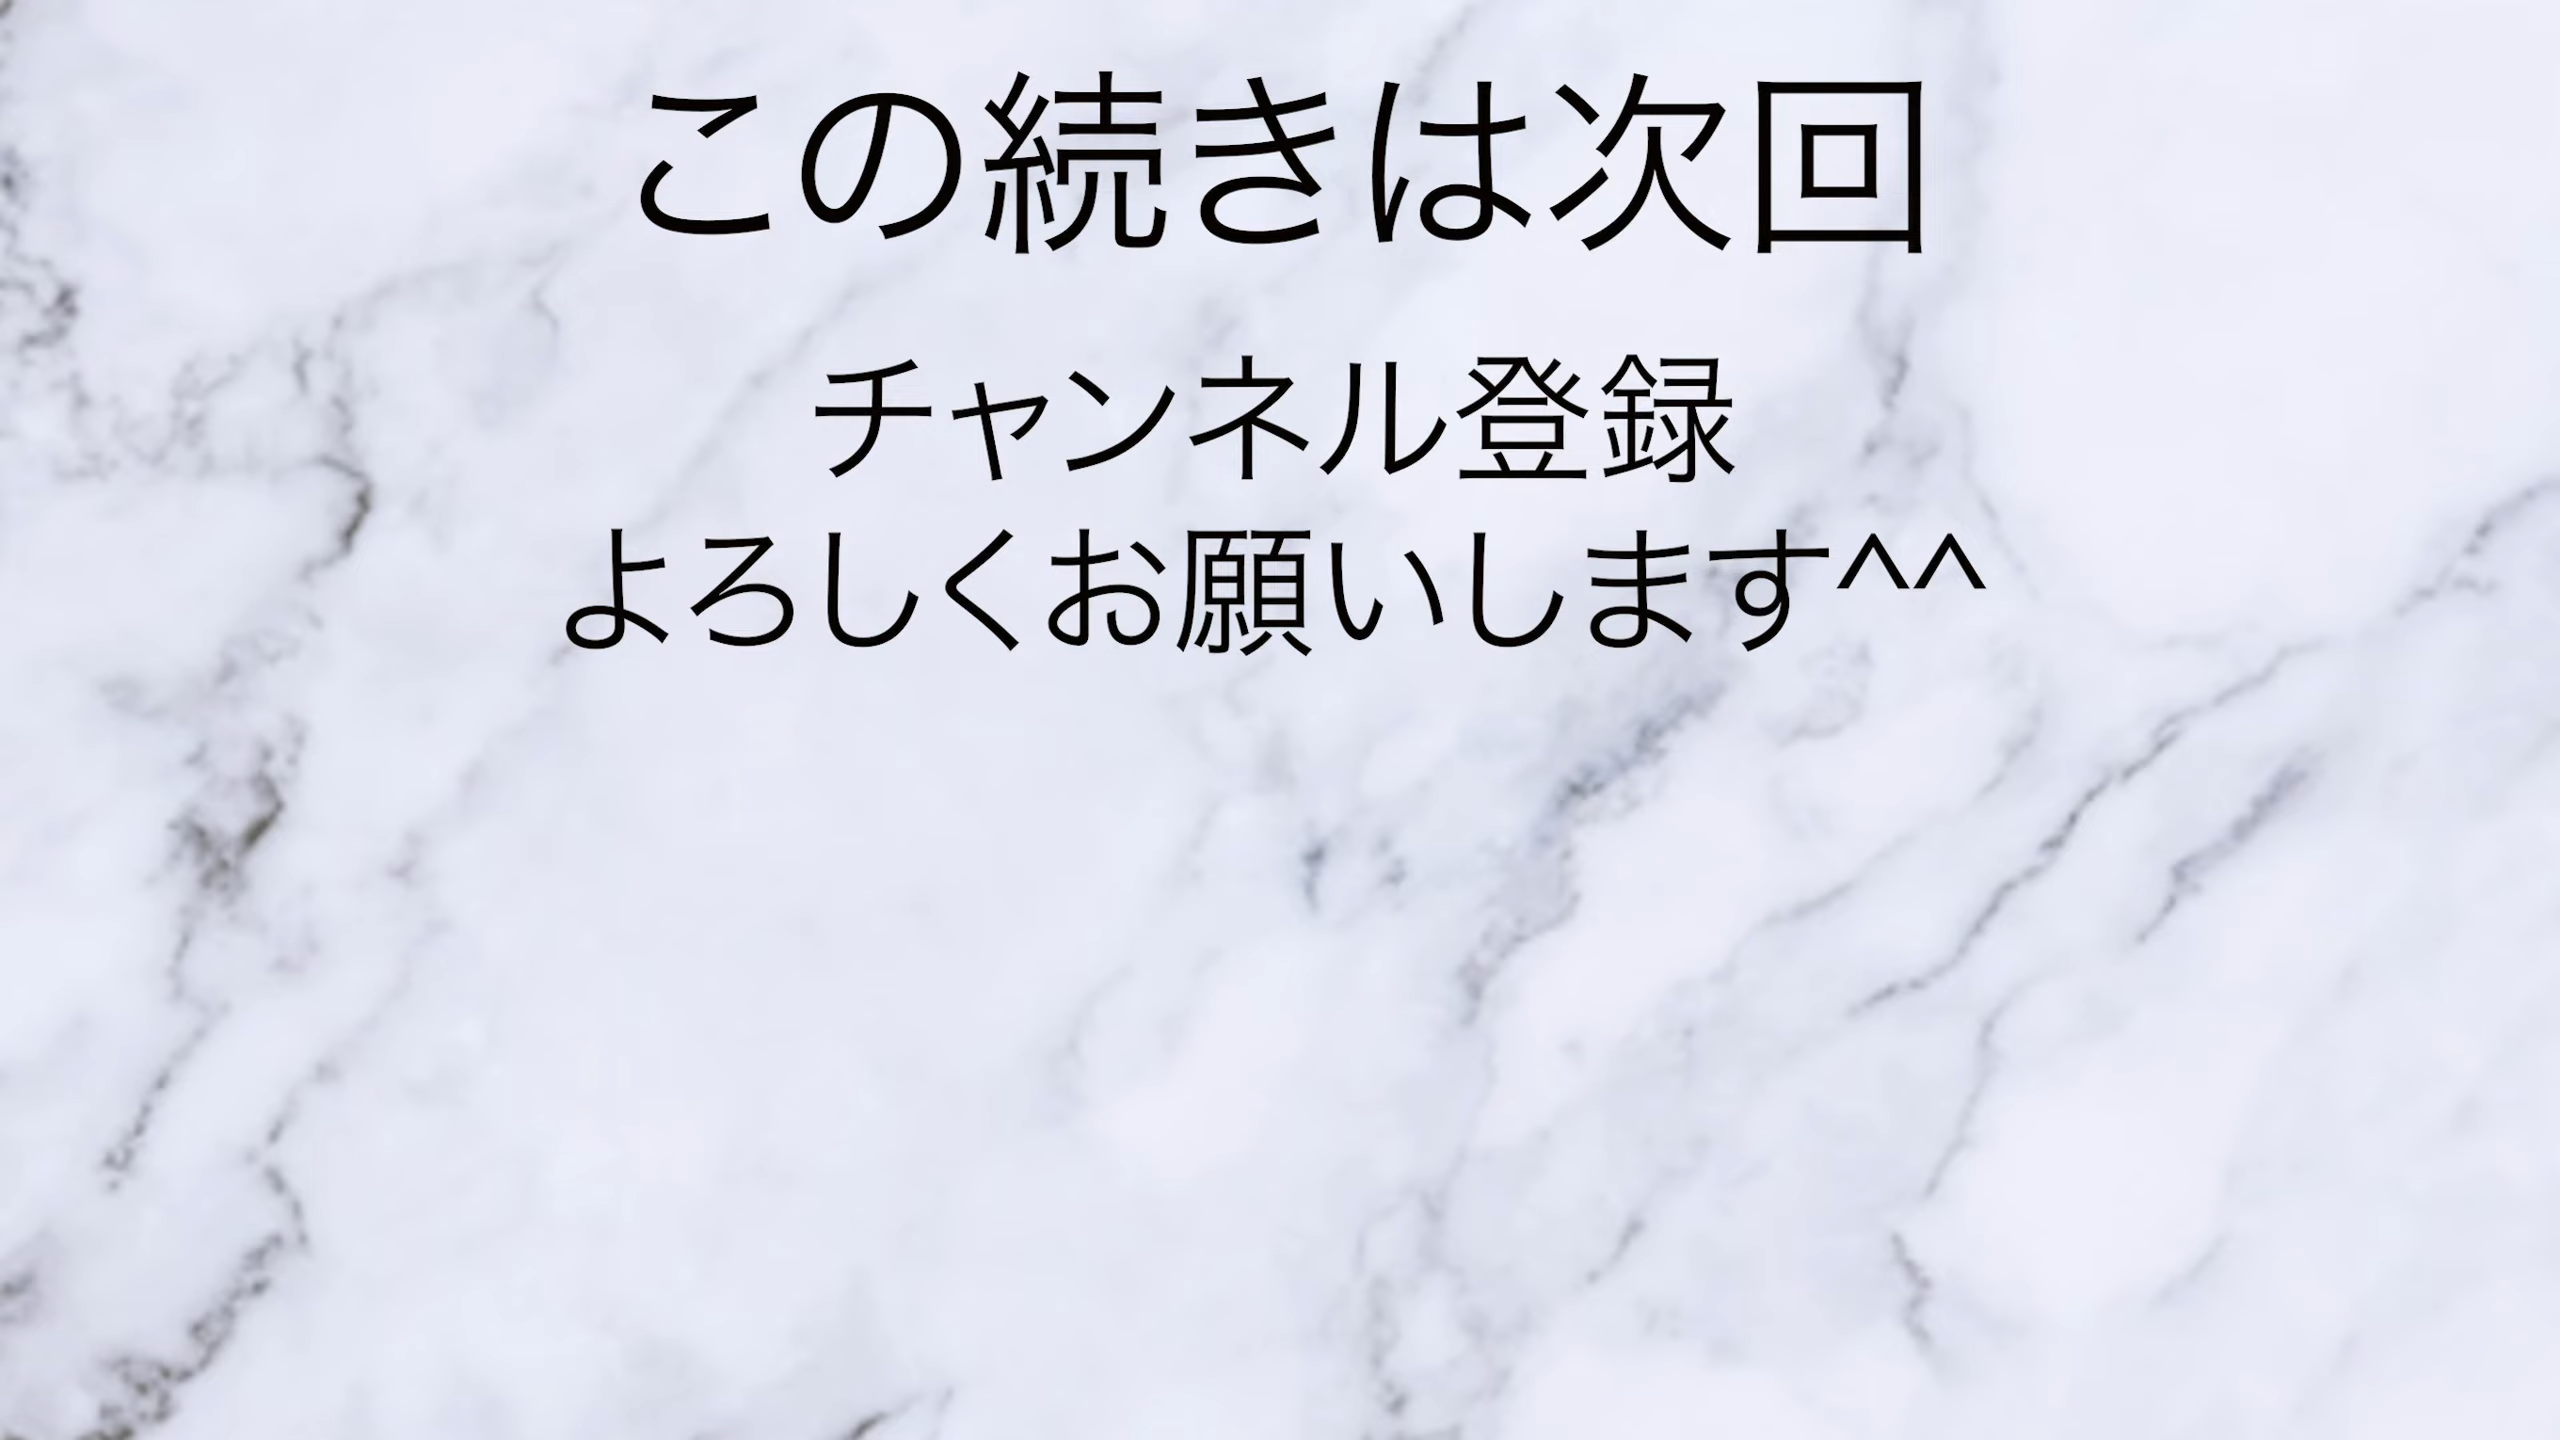 この続きは次回
チャンネル登録
よろしくお願いします^^